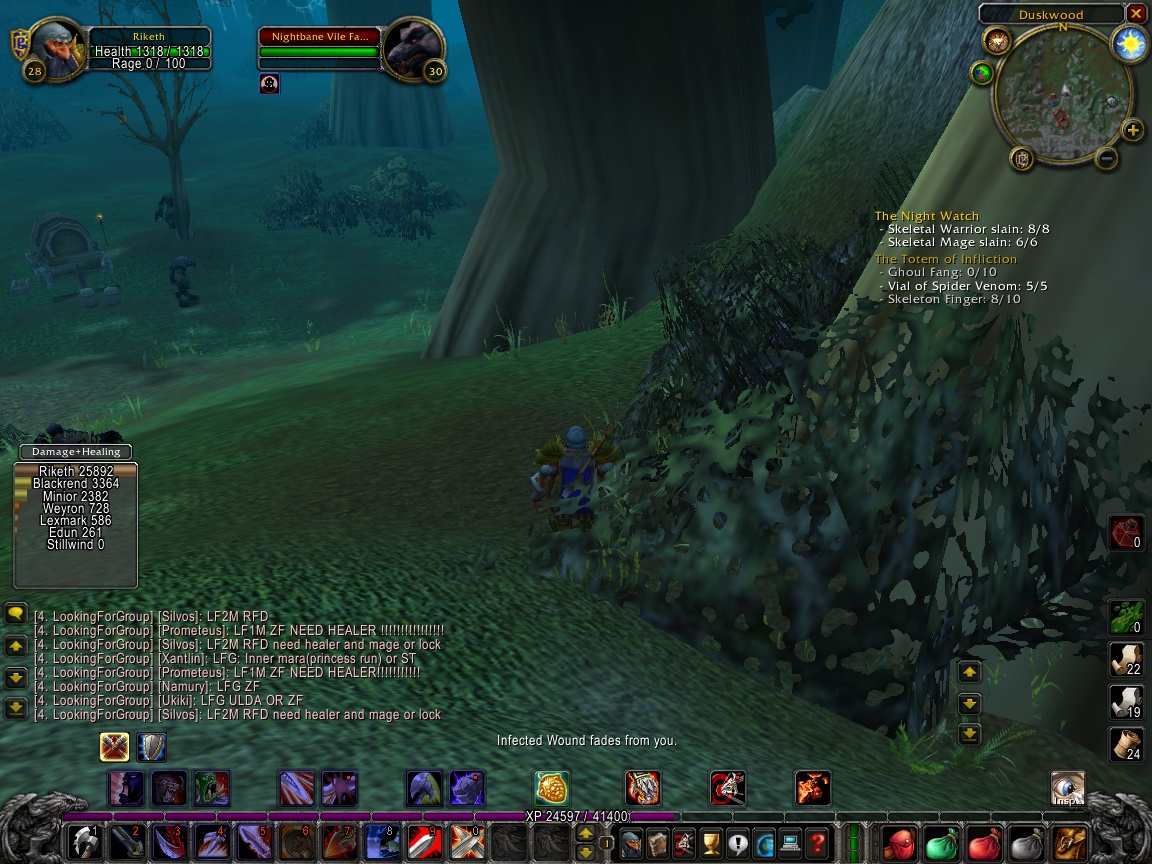 Riketh
Health 1318 / 1318
Rage 0 / 100
28
Nightbane Vile Fa...
30
Duskwood
N
The Night Watch
- Skeletal Warrior slain: 8/8
- Skeletal Mage slain: 6/6
The Totem of Infliction
- Ghoul Fang: 0/10
- Vial of Spider Venom: 5/5
- Skeleton Finger: 8/10
Damage+Healing
Riketh 25892
Blackrend 3364
Minior 2382
Weyron 728
Lexmark 586
Edun 261
Stillwind 0
0
0
22
19
24
[4. LookingForGroup] [Silvos]: LF2M RFD
[4. LookingForGroup] [Prometeus]: LF1M ZF NEED HEALER !!!!!!!!!!!!!!!!
[4. LookingForGroup] [Silvos]: LF2M RFD need healer and mage or lock
[4. LookingForGroup] [Xantlin]: LFG: Inner mara(princess run) or ST
[4. LookingForGroup] [Prometeus]: LF1M ZF NEED HEALER!!!!!!!!!!!
[4. LookingForGroup] [Namury]: LFG ZF
[4. LookingForGroup] [Ukiki]: LFG ULDA OR ZF
[4. LookingForGroup] [Silvos]: LF2M RFD need healer and mage or lock
Infected Wound fades from you.
Insp
XP 24597 / 41400
1 2 3 4 5 6 7 8 9 0
1